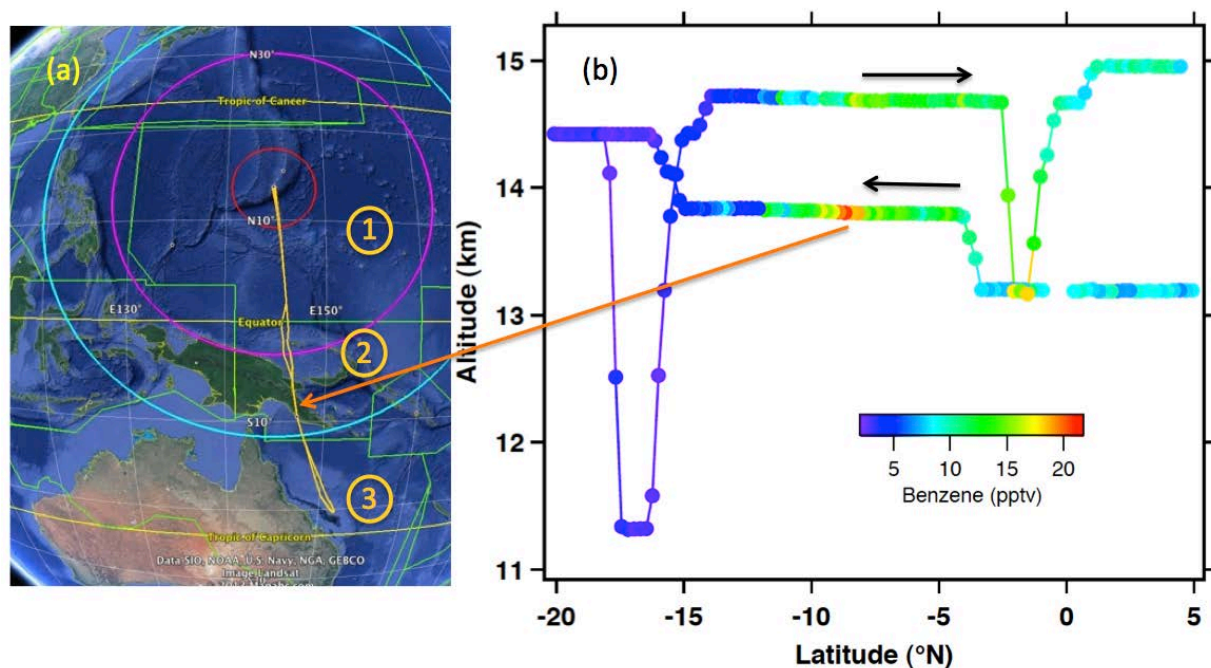 (a)
N30°
Tropic of Cancer
N10°
1
E130°
E150°
Equator
2
S10°
3
Tropic of Capricorn
Data SIO, NOAA, U.S. Navy, NGA, GEBCO
Image Landsat
(b)
15
14
13
12
11
Altitude (km)
5 10 15 20
Benzene (pptv)
-20 -15 -10 -5 0 5
Latitude (°N)